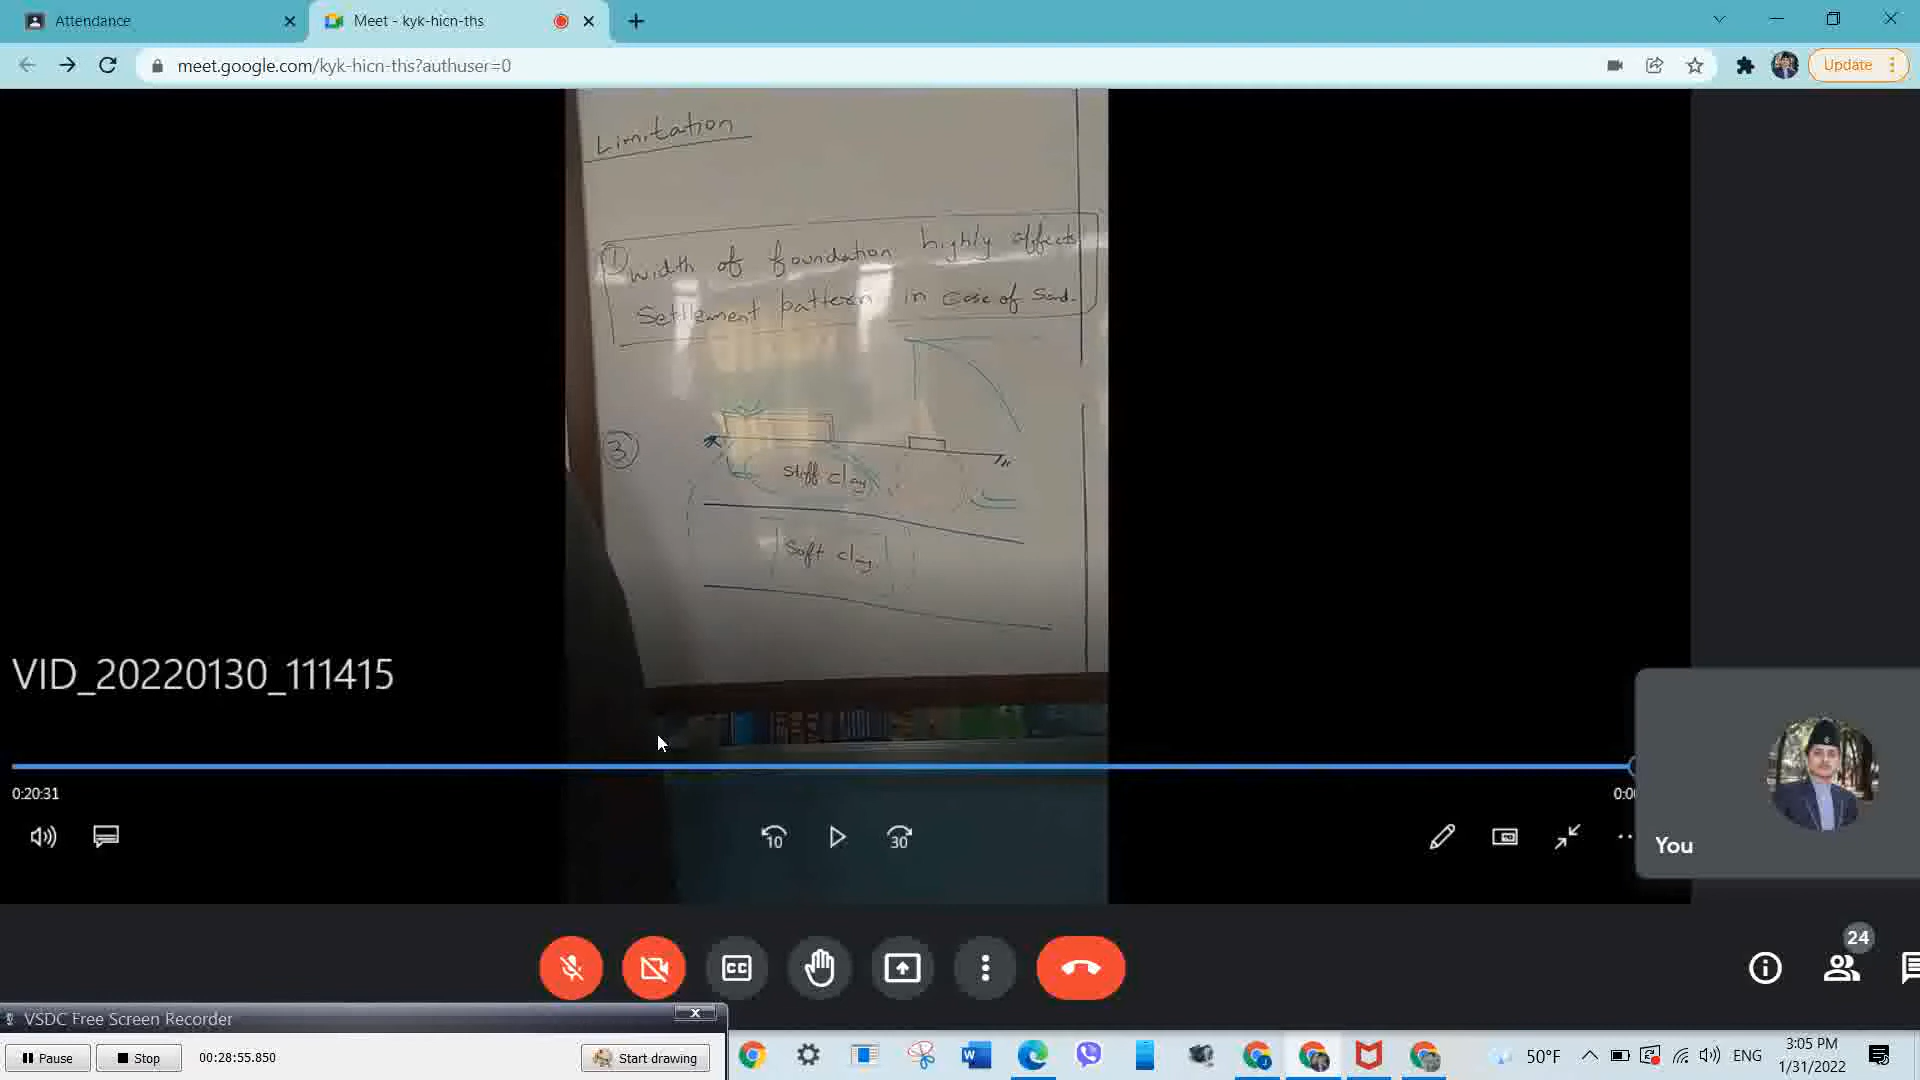 Attendance
Meet - kyk-hicn-ths
meet.google.com/kyk-hicn-ths?authuser=0
Update
Limitation
① width of foundation highly affects
Settlement pattern in case of Sand.
③
Stiff clay
Soft clay
VID_20220130_111415
0:20:31
0:00
10
30
You
CC
24
VSDC Free Screen Recorder
Pause
Stop
00:28:55.850
Start drawing
50°F
ENG
3:05 PM
1/31/2022